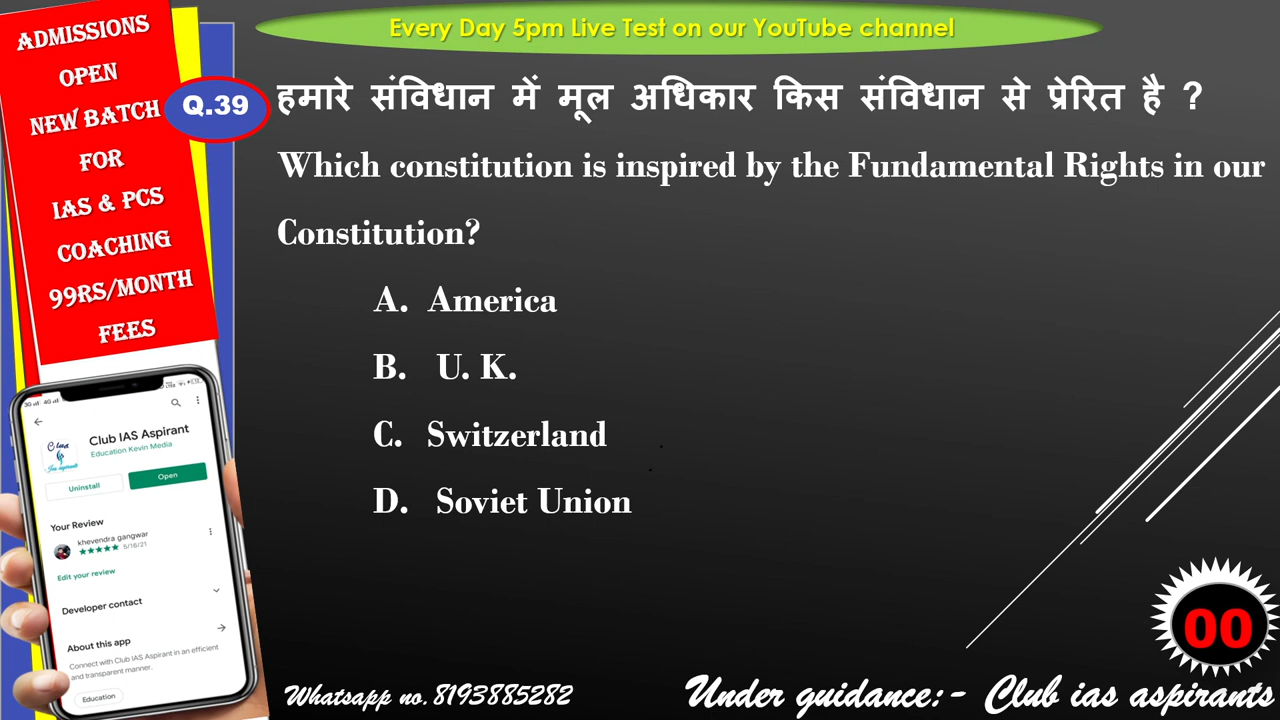 Every Day 5pm Live Test on our YouTube channel
ADMISSIONS
OPEN
NEW BATCH
FOR
IAS & PCS
COACHING
99RS/MONTH
FEES
Q.39
हमारे संविधान में मूल अधिकार किस संविधान से प्रेरित है ?
Which constitution is inspired by the Fundamental Rights in our
Constitution?
A. America
B. U. K.
C. Switzerland
D. Soviet Union
Club IAS Aspirant
Education Kevin Media
Uninstall
Open
Your Review
khevendra gangwar
5/16/21
Edit your review
Developer contact
About this app
Connect with Club IAS Aspirant in an efficient
and transparent manner.
Education
00
Whatsapp no. 8193885282
Under guidance:- Club ias aspirants